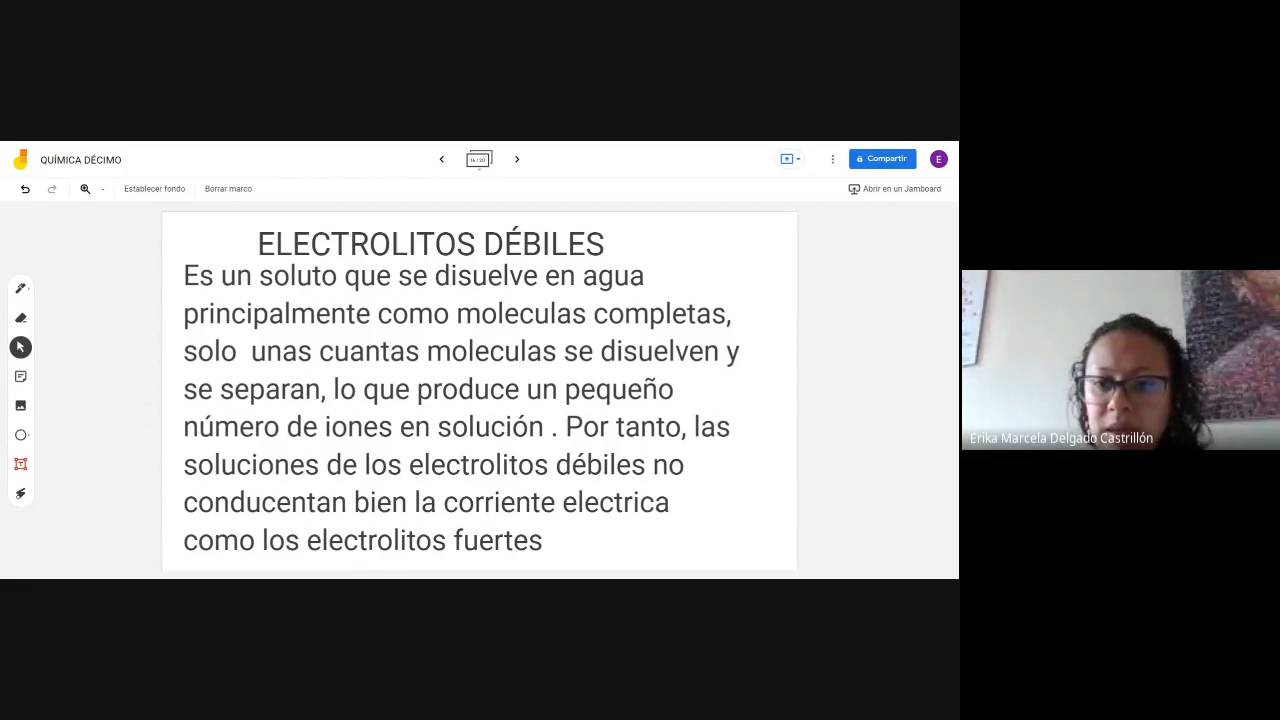 QUÍMICA DÉCIMO
14 / 20
Compartir
E
Establecer fondo
Borrar marco
Abrir en un Jamboard
ELECTROLITOS DÉBILES
Es un soluto que se disuelve en agua
principalmente como moleculas completas,
solo unas cuantas moleculas se disuelven y
se separan, lo que produce un pequeño
número de iones en solución . Por tanto, las
soluciones de los electrolitos débiles no
conducentan bien la corriente electrica
como los electrolitos fuertes
Erika Marcela Delgado Castrillón